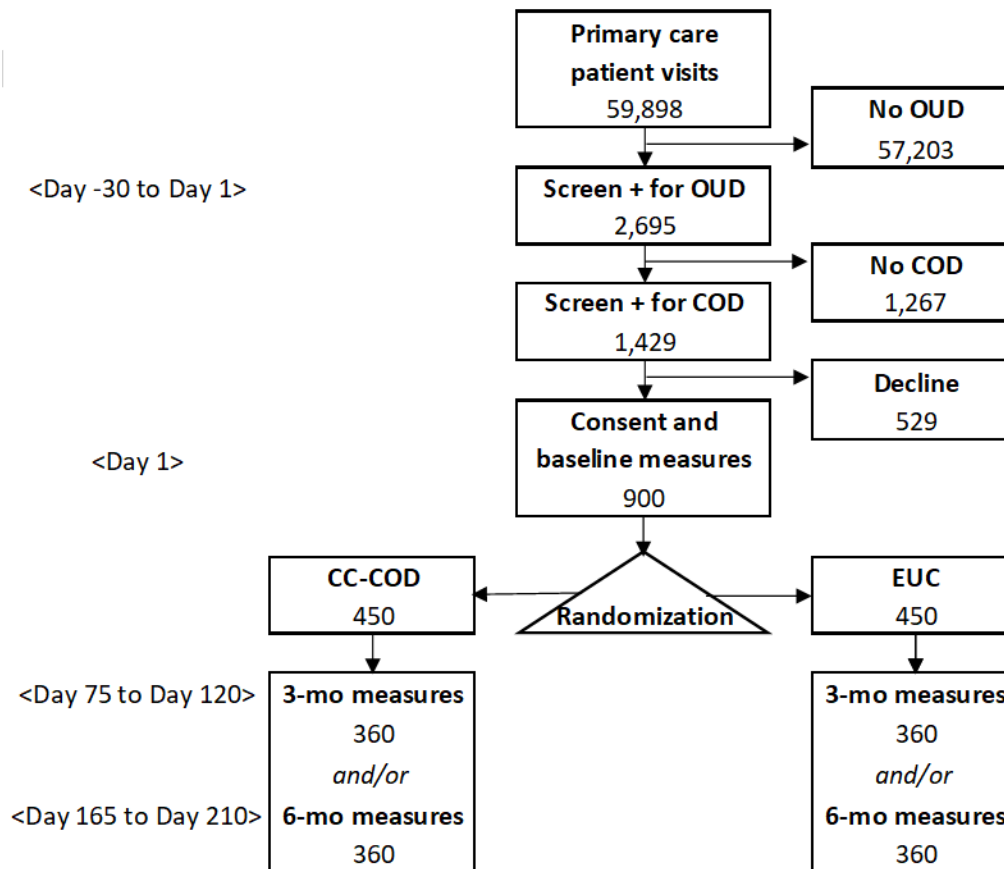 Primary care
patient visits
59,898
No OUD
57,203
<Day -30 to Day 1>
Screen + for OUD
2,695
No COD
1,267
Screen + for COD
1,429
Decline
529
<Day 1>
Consent and
baseline measures
900
CC-COD
450
Randomization
EUC
450
<Day 75 to Day 120>
3-mo measures
360
and/or
<Day 165 to Day 210>
6-mo measures
360
3-mo measures
360
and/or
6-mo measures
360